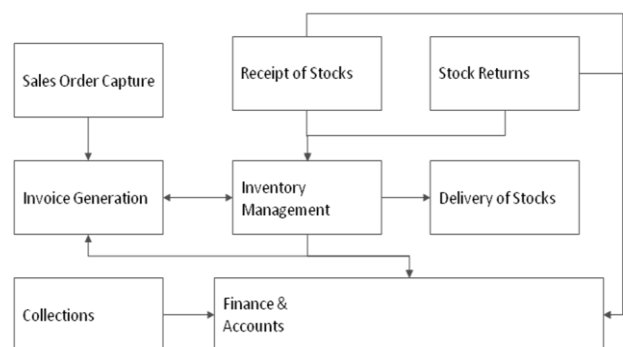 Sales Order Capture
Receipt of Stocks
Stock Returns
Invoice Generation
Inventory
Management
Delivery of Stocks
Collections
Finance &
Accounts